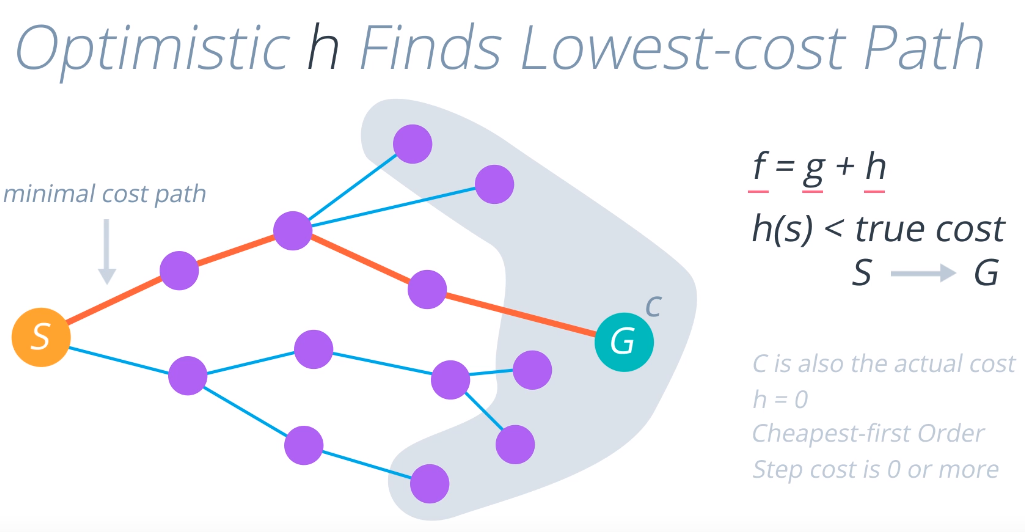 Optimistic h Finds Lowest-cost Path
minimal cost path
S
G
c
f = g + h
h(s) < true cost
S → G
C is also the actual cost
h = 0
Cheapest-first Order
Step cost is 0 or more